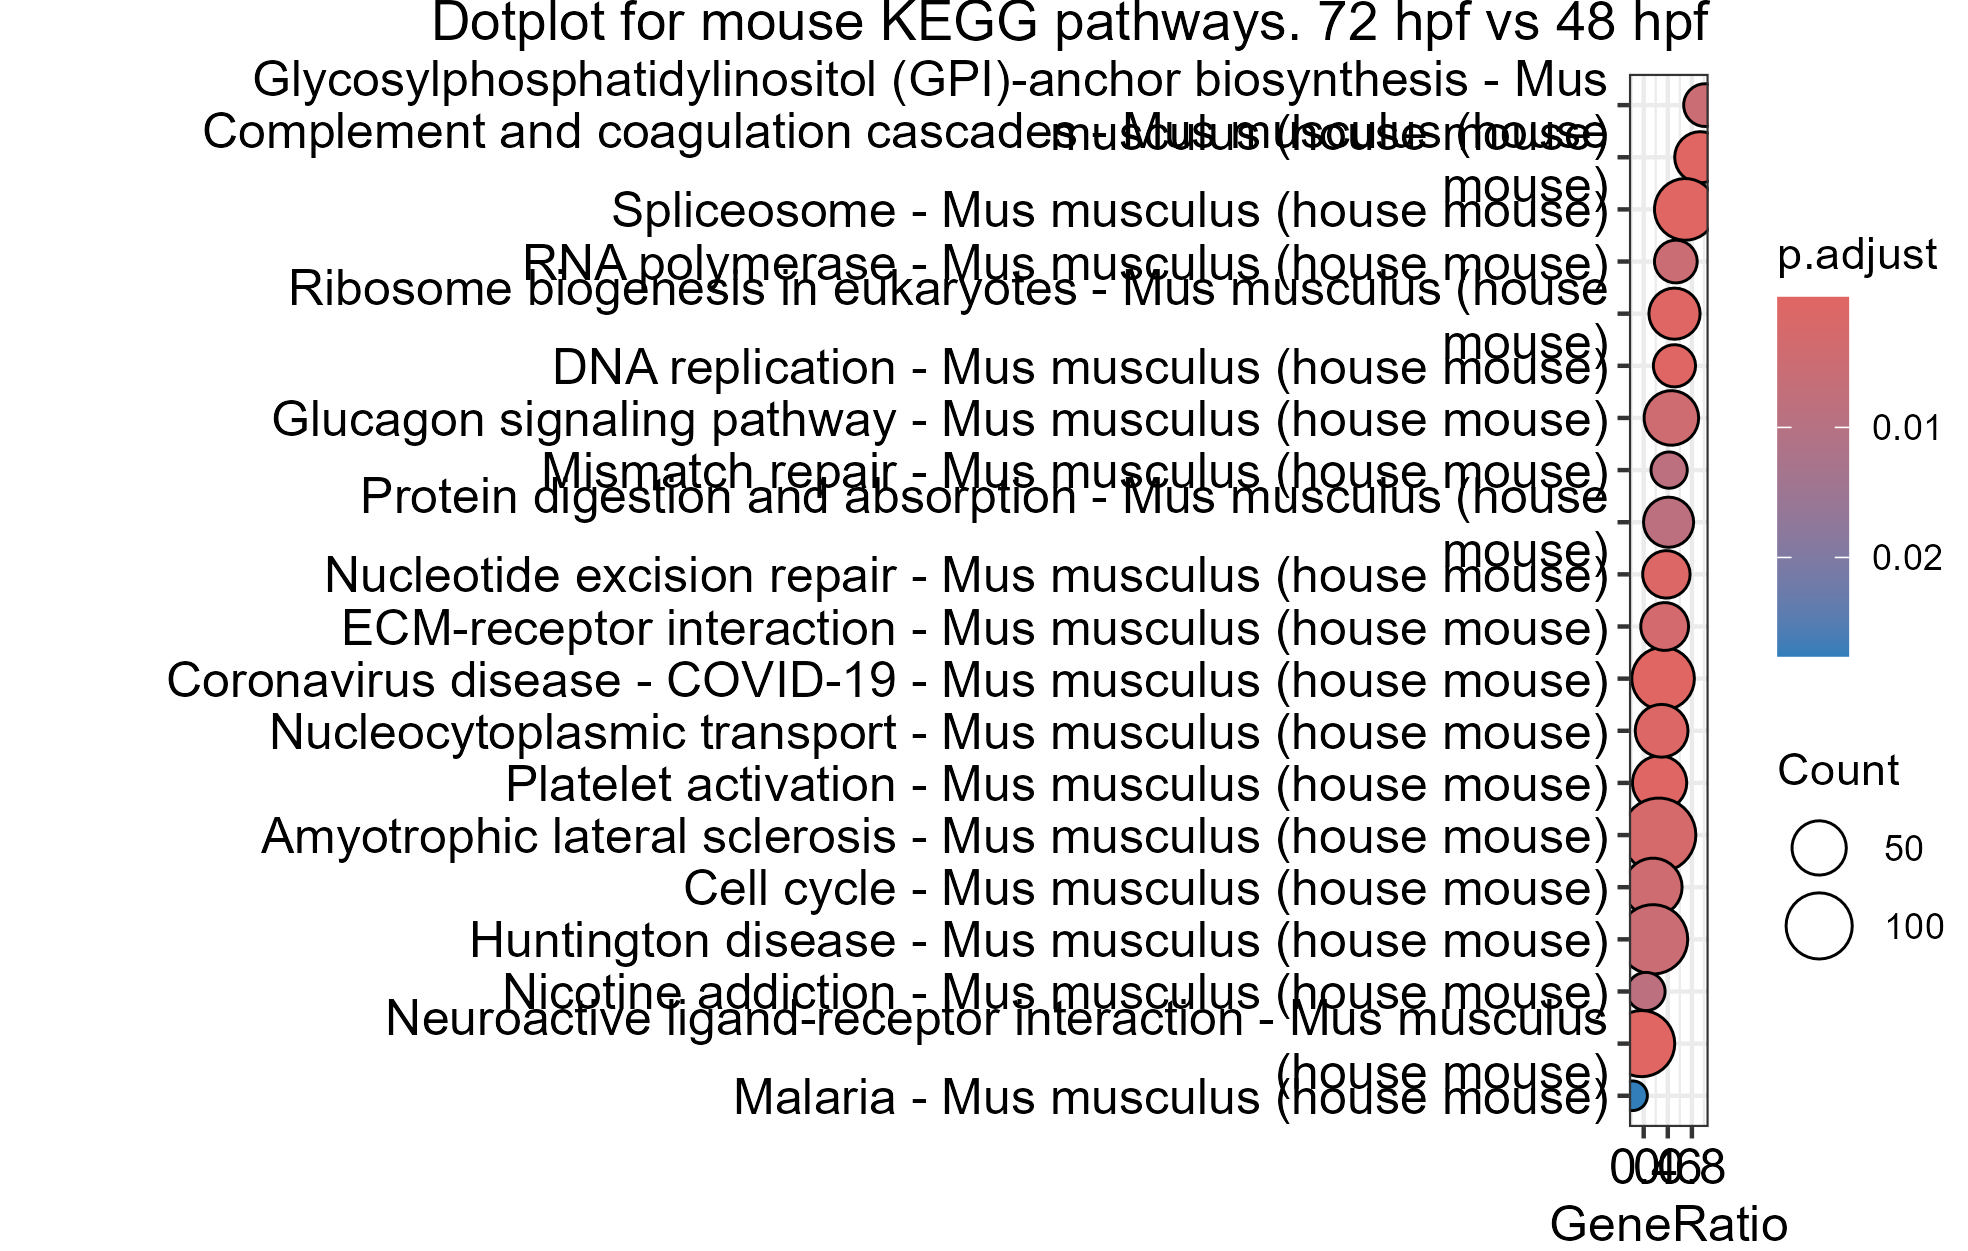 Dotplot for mouse KEGG pathways. 72 hpf vs 48 hpf
Glycosylphosphatidylinositol (GPI)-anchor biosynthesis - Mus
musculus (house mouse)
Complement and coagulation cascades - Mus musculus (house
mouse)
Spliceosome - Mus musculus (house mouse)
RNA polymerase - Mus musculus (house mouse)
Ribosome biogenesis in eukaryotes - Mus musculus (house
mouse)
DNA replication - Mus musculus (house mouse)
Glucagon signaling pathway - Mus musculus (house mouse)
Mismatch repair - Mus musculus (house mouse)
Protein digestion and absorption - Mus musculus (house
mouse)
Nucleotide excision repair - Mus musculus (house mouse)
ECM-receptor interaction - Mus musculus (house mouse)
Coronavirus disease - COVID-19 - Mus musculus (house mouse)
Nucleocytoplasmic transport - Mus musculus (house mouse)
Platelet activation - Mus musculus (house mouse)
Amyotrophic lateral sclerosis - Mus musculus (house mouse)
Cell cycle - Mus musculus (house mouse)
Huntington disease - Mus musculus (house mouse)
Nicotine addiction - Mus musculus (house mouse)
Neuroactive ligand-receptor interaction - Mus musculus
(house mouse)
Malaria - Mus musculus (house mouse)
0.4 0.6 0.8
GeneRatio
p.adjust
0.01
0.02
Count
50
100